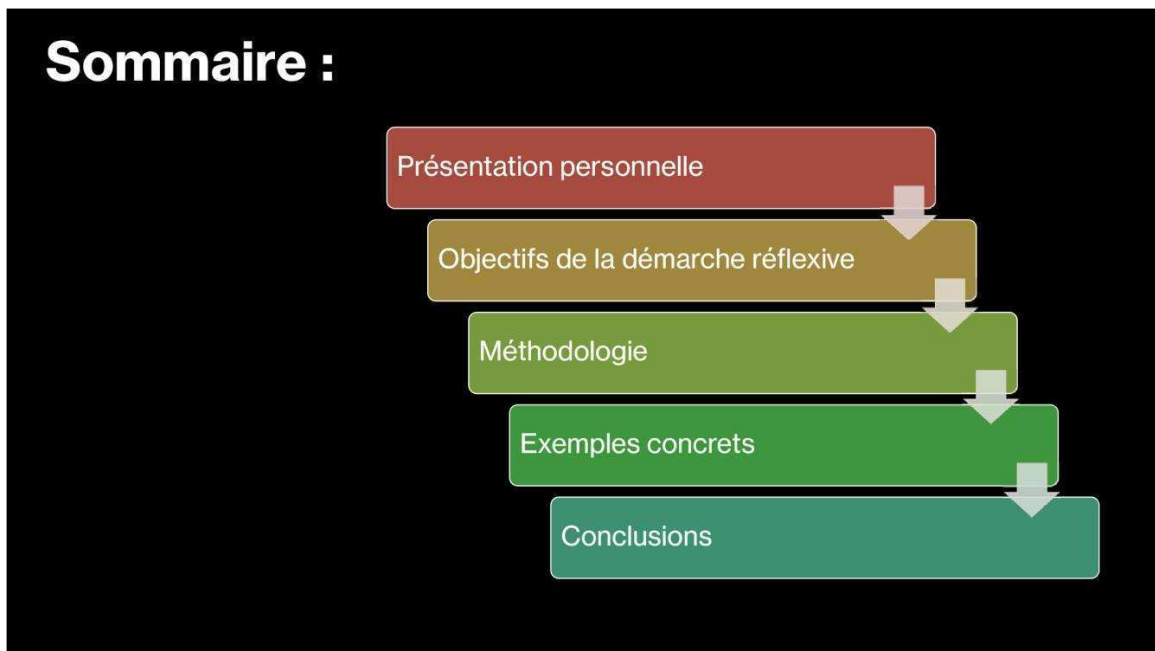 Sommaire :
Présentation personnelle
Objectifs de la démarche réflexive
Méthodologie
Exemples concrets
Conclusions